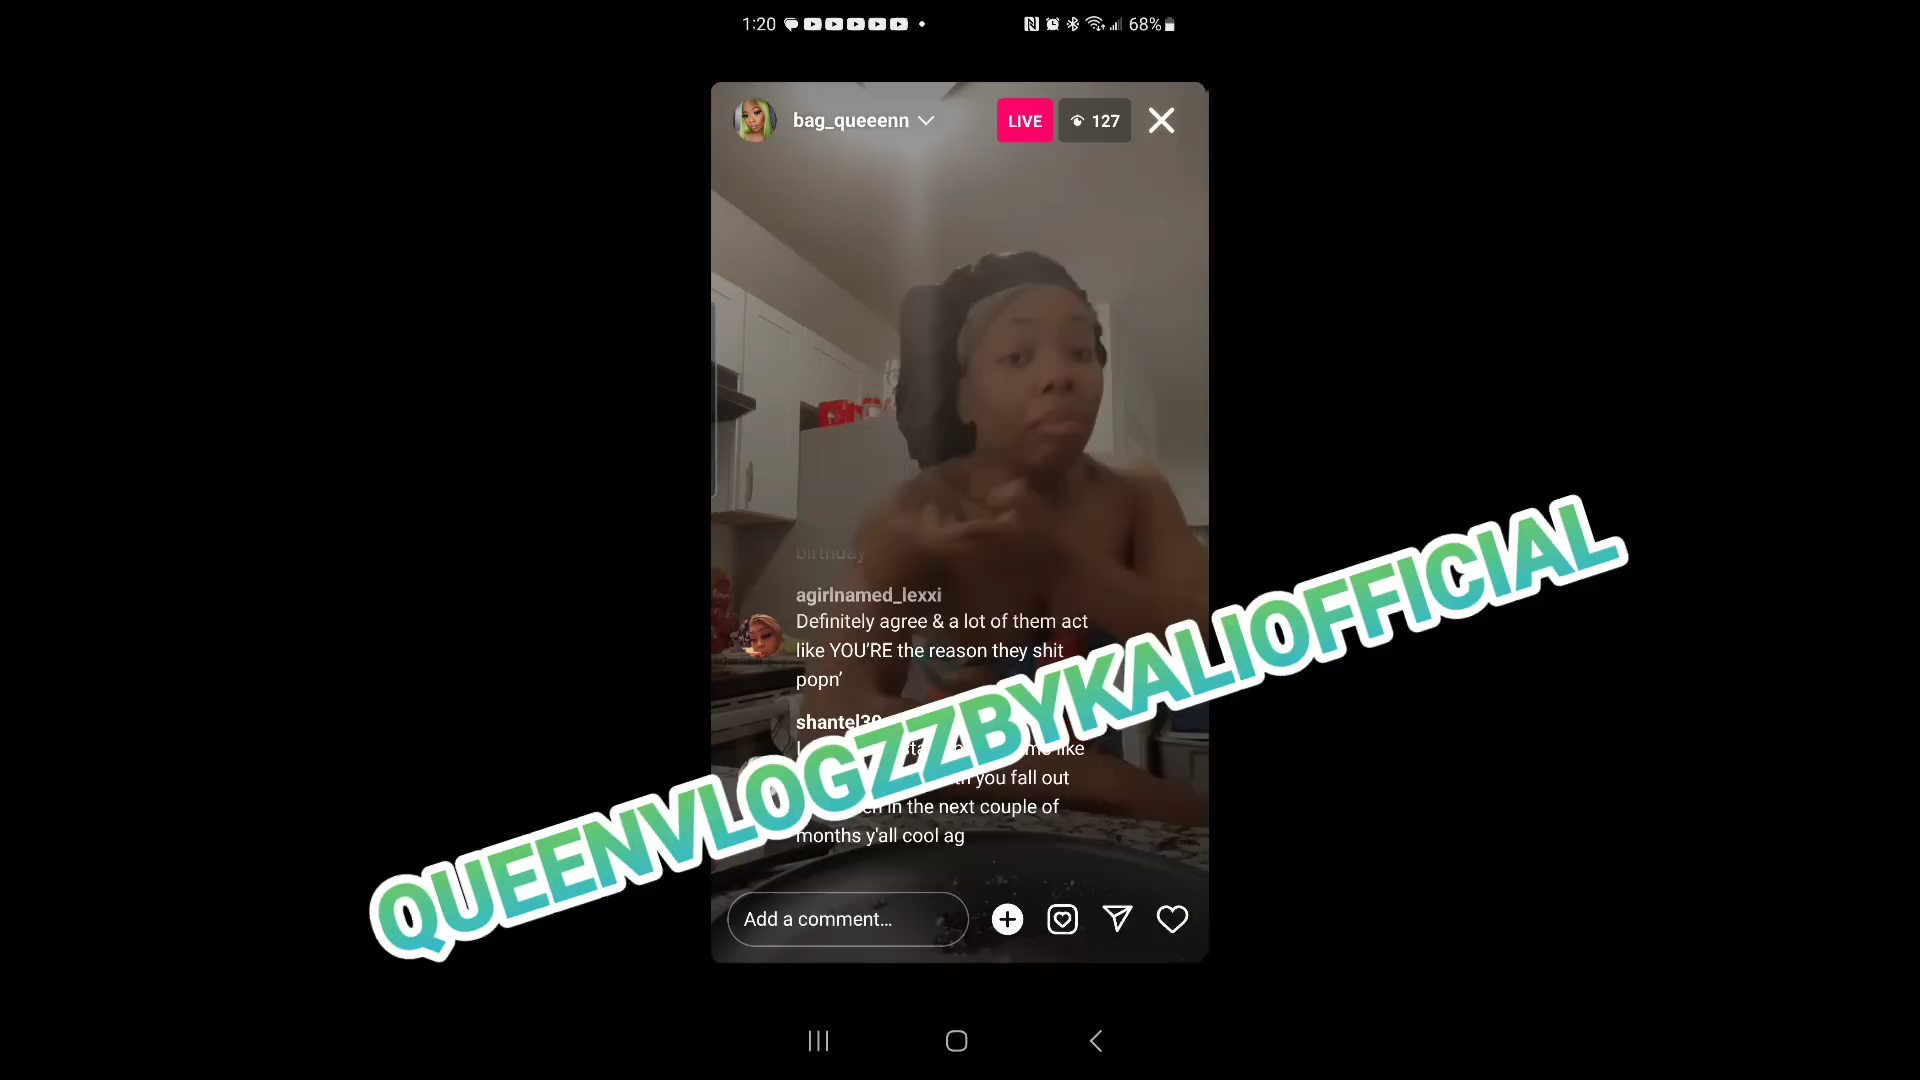 1:20
68%
bag_queeenn
LIVE
127
birthday
agirlnamed_lexxi
Definitely agree & a lot of them act
like YOU'RE the reason they shit
popn'
you fall out
in the next couple of
months y'all cool ag
QUEENVLOGZZBYKALIOFFICIAL
Add a comment...